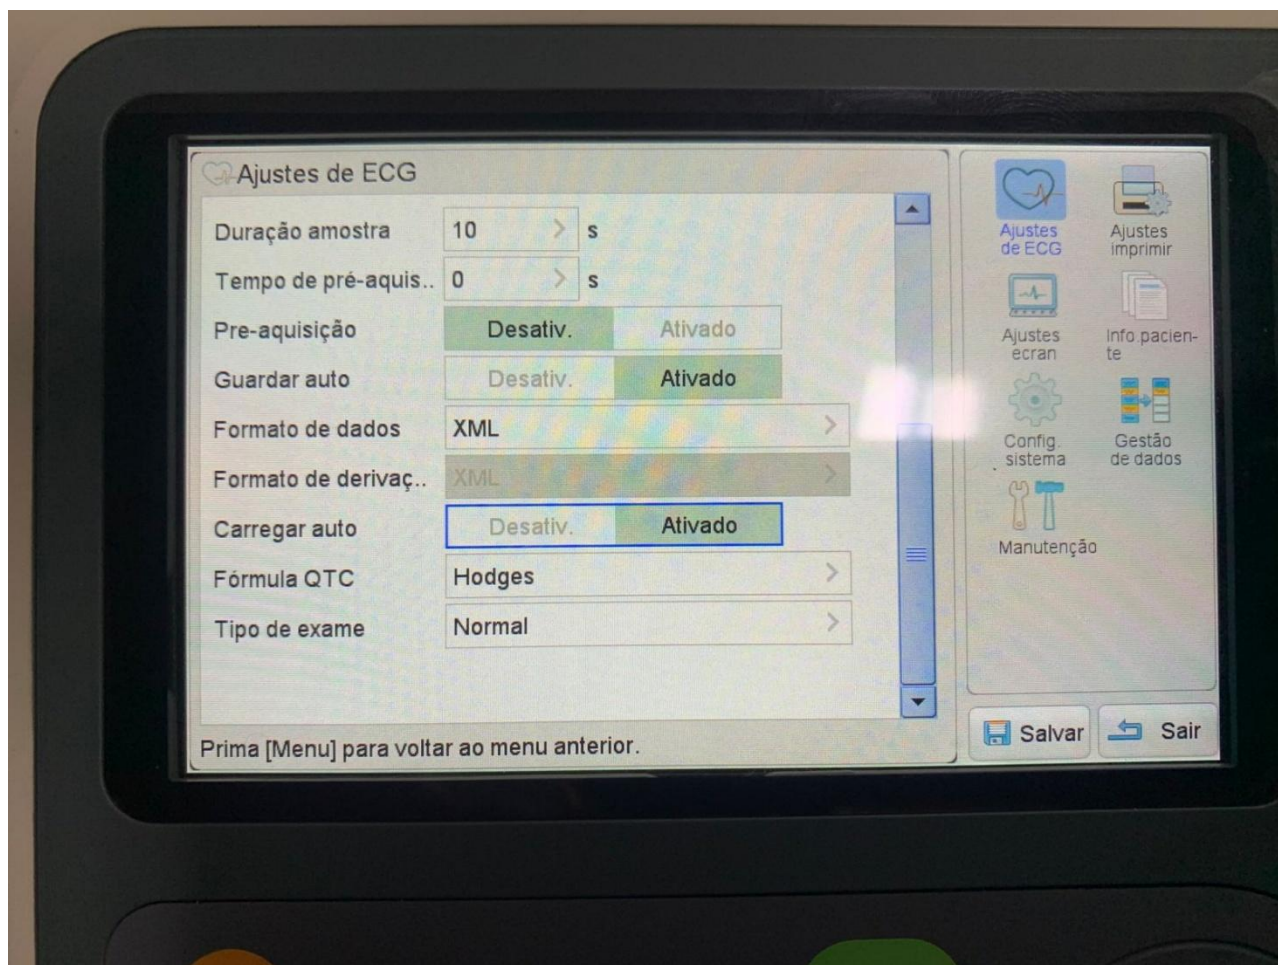 Ajustes de ECG
Duração amostra 10 s
Tempo de pré-aquis.. 0 s
Pre-aquisição Desativ. Ativado
Guardar auto Desativ. Ativado
Formato de dados XML
Formato de derivaç.. XML
Carregar auto Desativ. Ativado
Fórmula QTC Hodges
Tipo de exame Normal
Prima [Menu] para voltar ao menu anterior.
Ajustes
de ECG
Ajustes
imprimir
Ajustes
ecran
Info.pacien-
te
Config.
sistema
Gestão
de dados
Manutenção
Salvar
Sair